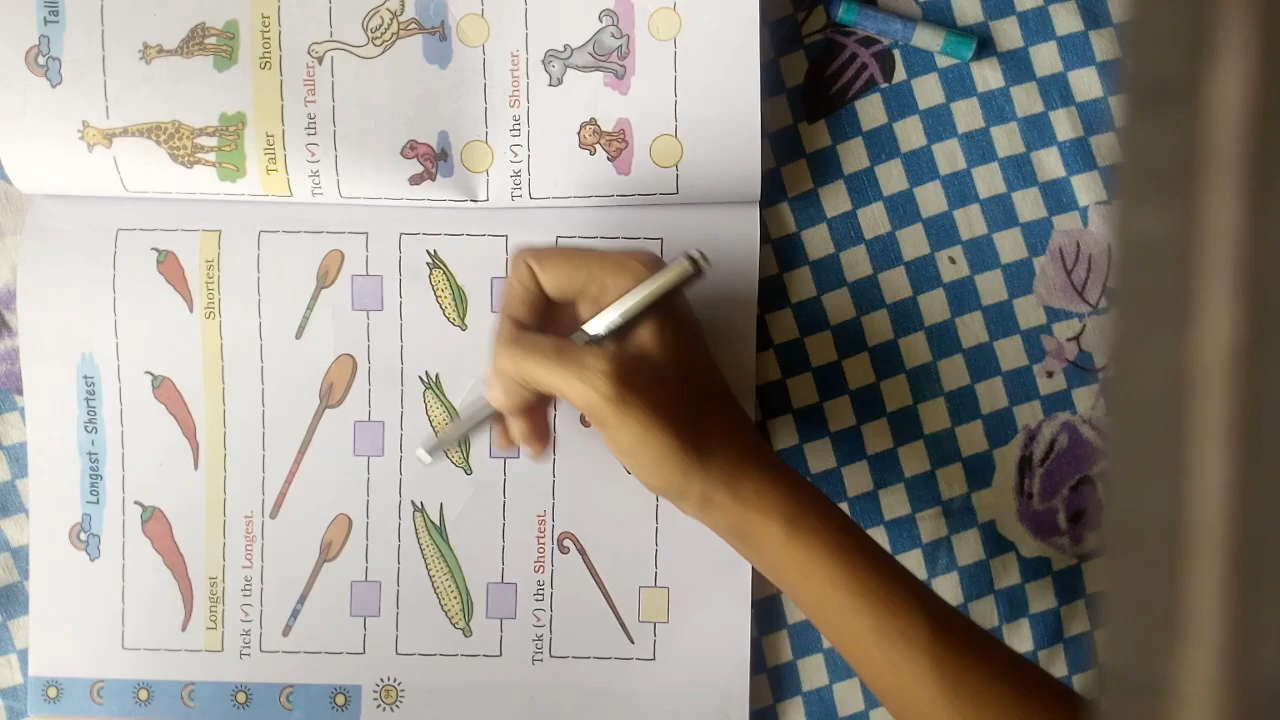 Longest - Shortest
Longest
Shortest
Tick (✓) the Longest.
Tick (✓) the Shortest.
Tall
Taller
Shorter
Tick (✓) the Taller.
Tick (✓) the Shorter.